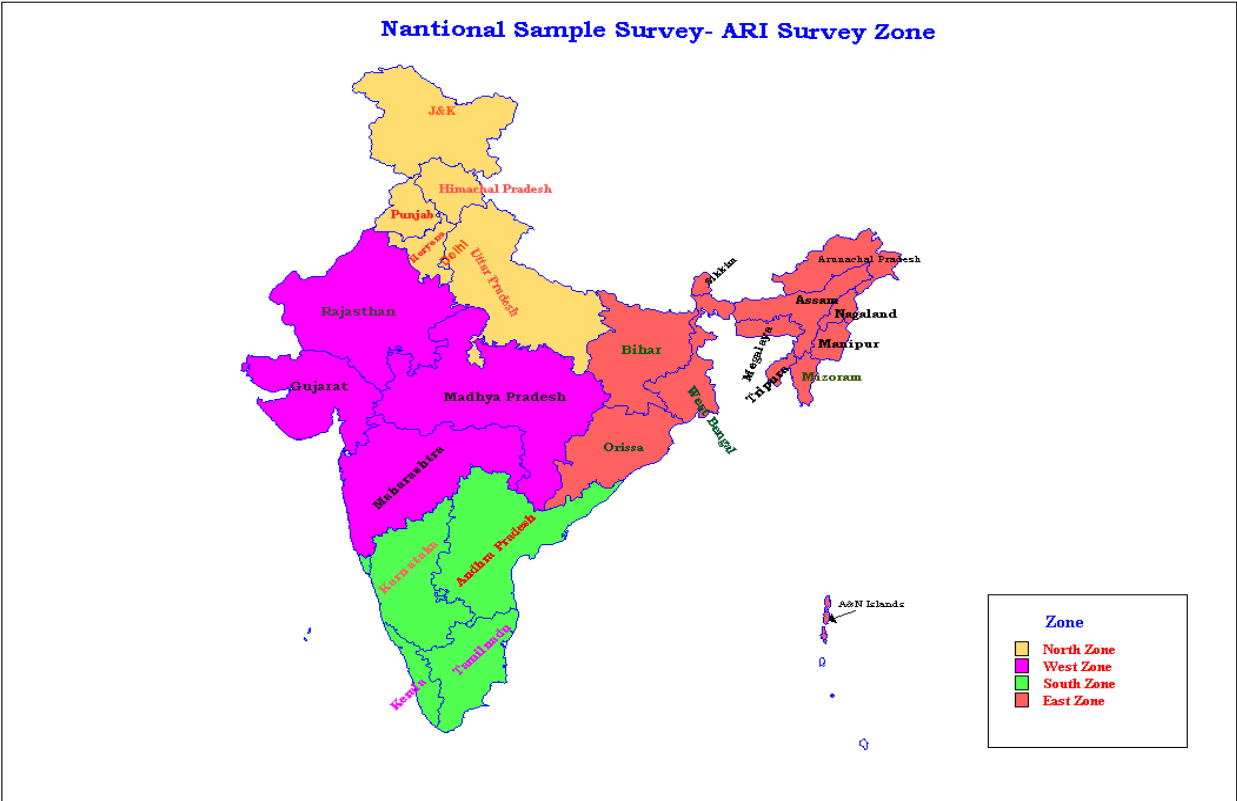 Nantional Sample Survey- ARI Survey Zone
J&K
Himachal Pradesh
Punjab
Haryana
Delhi
Uttar Pradesh
Sikkim
Arunachal Pradesh
Assam
Nagaland
Rajasthan
Megalaya
Manipur
Bihar
Tripura
Mizoram
Gujarat
Madhya Pradesh
West Bengal
Orissa
Maharashtra
Karnataka
Andhra Pradesh
A&N Islands
Tamilnadu
Kerala
Zone
North Zone
West Zone
South Zone
East Zone